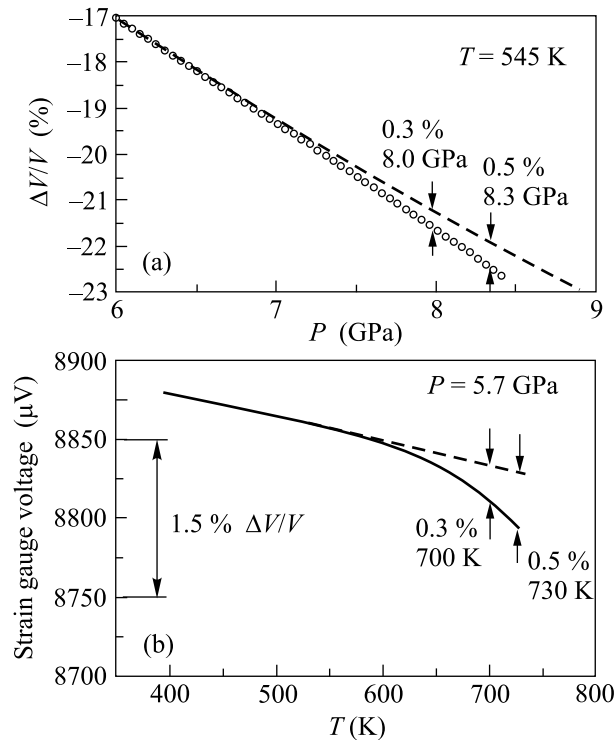 –17
–18
–19
–20
–21
–22
–23
ΔV/V (%)
T = 545 K
0.3 %
8.0 GPa
0.5 %
8.3 GPa
(a)
6
7
8
9
P (GPa)
8900
8850
8800
8750
8700
Strain gauge voltage (μV)
P = 5.7 GPa
1.5 % ΔV/V
0.3 %
700 K
0.5 %
730 K
(b)
400
500
600
700
800
T (K)